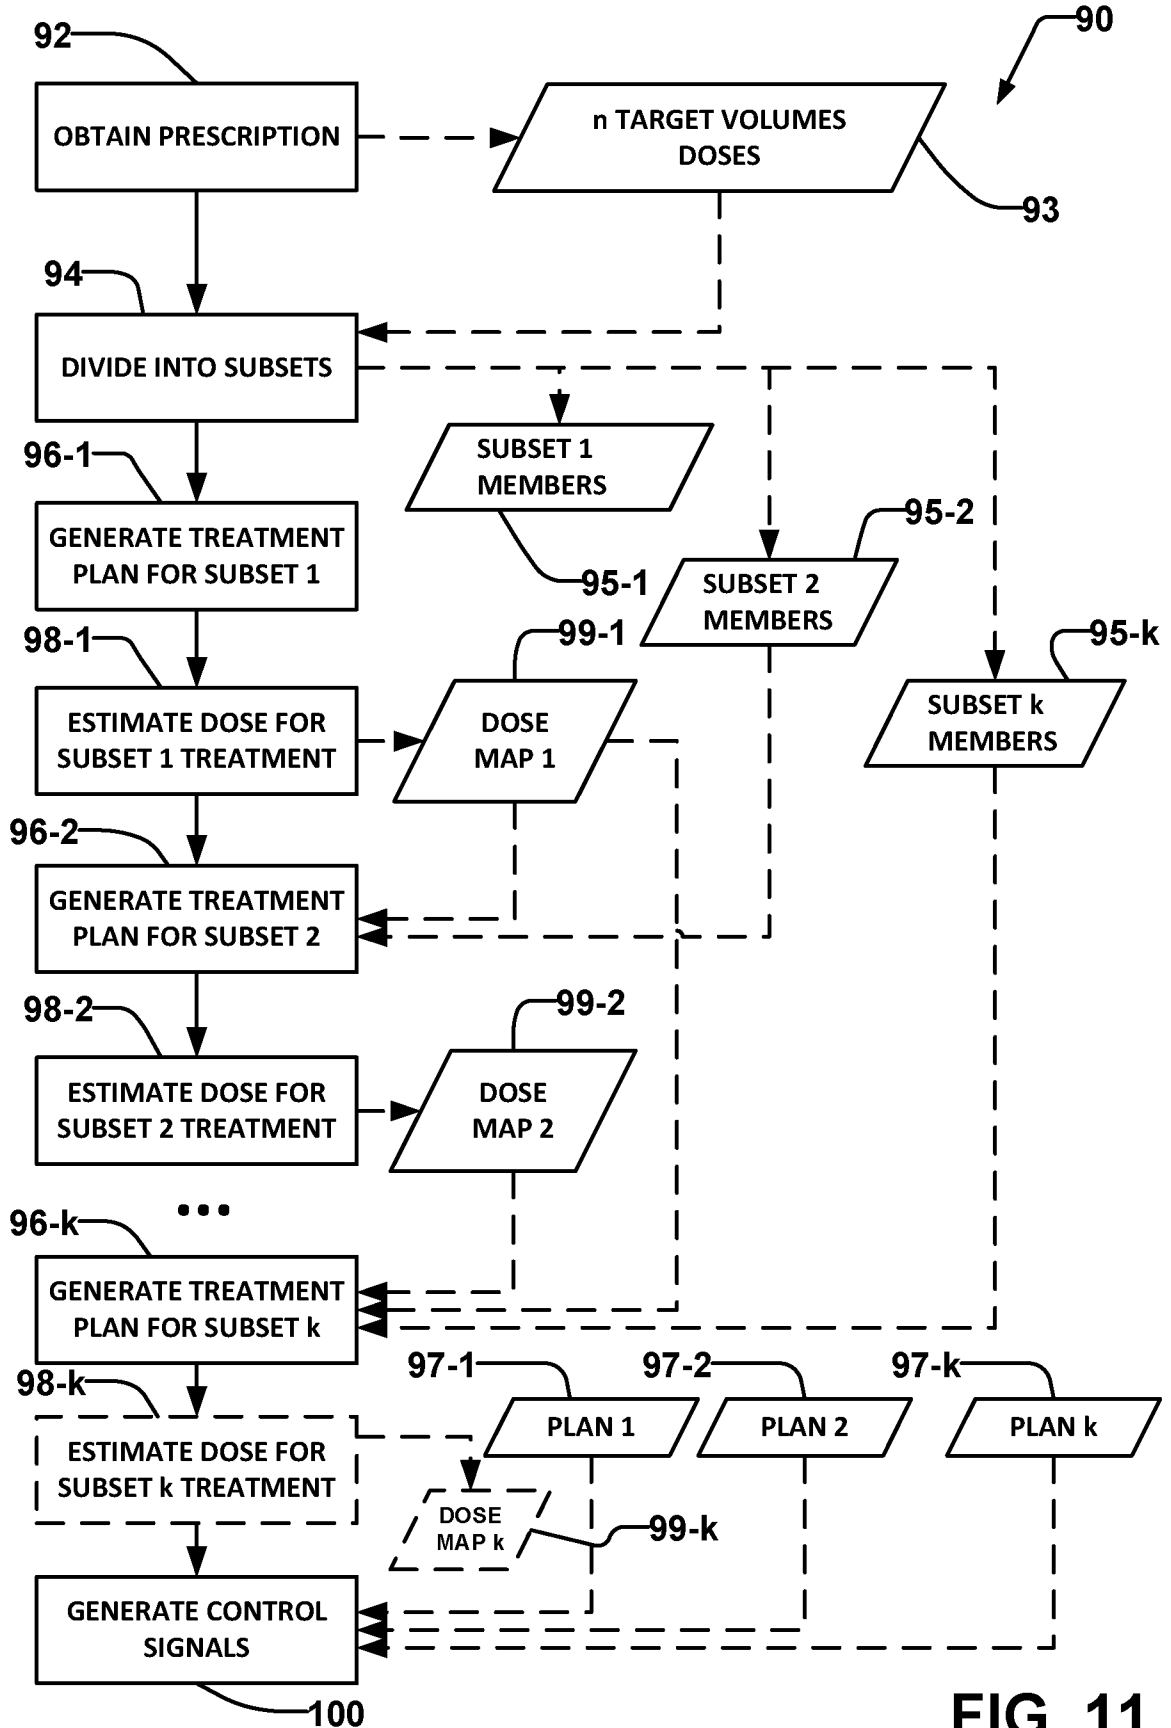 92
90
OBTAIN PRESCRIPTION
n TARGET VOLUMES
DOSES
93
94
DIVIDE INTO SUBSETS
96-1
SUBSET 1
MEMBERS
95-1
95-2
GENERATE TREATMENT
PLAN FOR SUBSET 1
SUBSET 2
MEMBERS
98-1
99-1
95-k
ESTIMATE DOSE FOR
SUBSET 1 TREATMENT
DOSE
MAP 1
SUBSET k
MEMBERS
96-2
GENERATE TREATMENT
PLAN FOR SUBSET 2
98-2
99-2
ESTIMATE DOSE FOR
SUBSET 2 TREATMENT
DOSE
MAP 2
...
96-k
GENERATE TREATMENT
PLAN FOR SUBSET k
98-k
97-1
97-2
97-k
PLAN 1
PLAN 2
PLAN k
ESTIMATE DOSE FOR
SUBSET k TREATMENT
DOSE
MAP k
99-k
GENERATE CONTROL
SIGNALS
100
FIG. 11